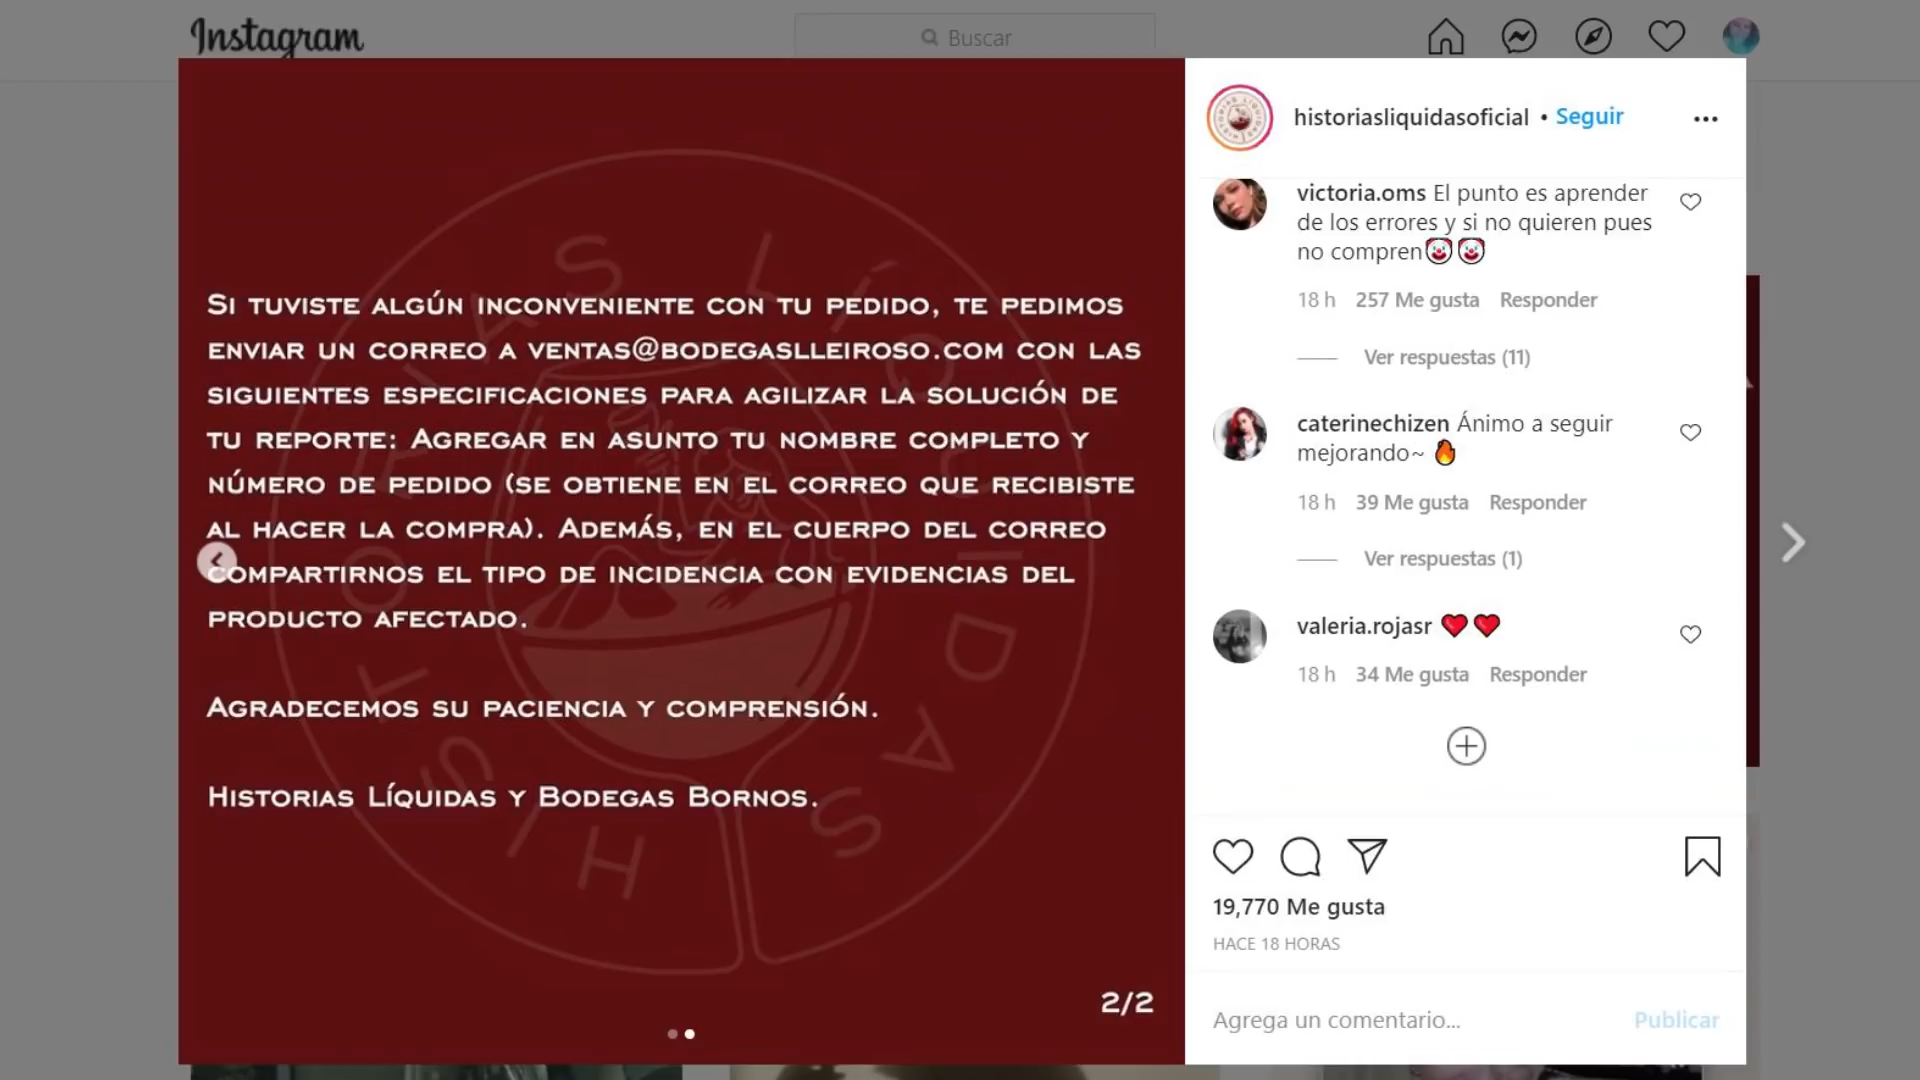 Instagram
Buscar
SI TUVISTE ALGÚN INCONVENIENTE CON TU PEDIDO, TE PEDIMOS
ENVIAR UN CORREO A VENTAS@BODEGASLLEIROSO.COM CON LAS
SIGUIENTES ESPECIFICACIONES PARA AGILIZAR LA SOLUCIÓN DE
TU REPORTE: AGREGAR EN ASUNTO TU NOMBRE COMPLETO Y
NÚMERO DE PEDIDO (SE OBTIENE EN EL CORREO QUE RECIBISTE
AL HACER LA COMPRA). ADEMÁS, EN EL CUERPO DEL CORREO
COMPARTIRNOS EL TIPO DE INCIDENCIA CON EVIDENCIAS DEL
PRODUCTO AFECTADO.
AGRADECEMOS SU PACIENCIA Y COMPRENSIÓN.
HISTORIAS LÍQUIDAS Y BODEGAS BORNOS.
HISTORIAS LÍQUIDAS
2/2
historiasliquidasoficial • Seguir
victoria.oms El punto es aprender
de los errores y si no quieren pues
no compren🤡🤡
18 h 257 Me gusta Responder
Ver respuestas (11)
caterinechizen Ánimo a seguir
mejorando~ 🔥
18 h 39 Me gusta Responder
Ver respuestas (1)
valeria.rojasr ❤️❤️
18 h 34 Me gusta Responder
19,770 Me gusta
HACE 18 HORAS
Agrega un comentario... Publicar